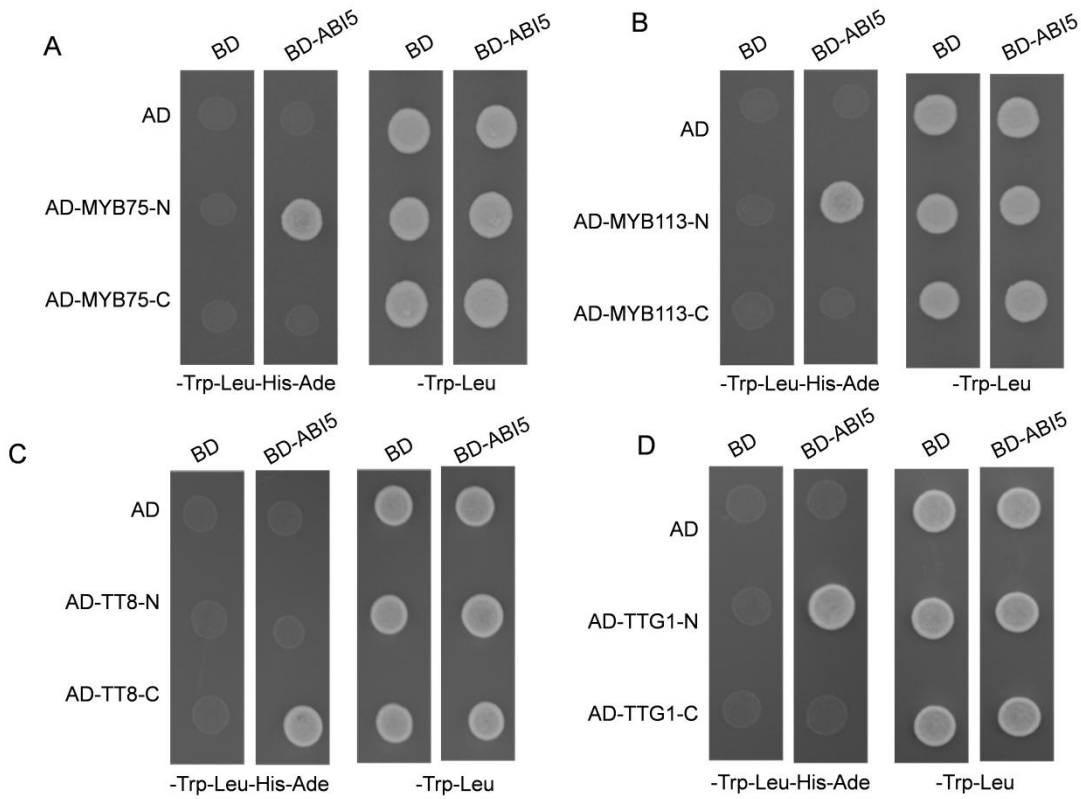 A
BD
BD-ABI5
BD
BD-ABI5
AD
AD-MYB75-N
AD-MYB75-C
-Trp-Leu-His-Ade
-Trp-Leu
B
BD
BD-ABI5
BD
BD-ABI5
AD
AD-MYB113-N
AD-MYB113-C
-Trp-Leu-His-Ade
-Trp-Leu
C
BD
BD-ABI5
BD
BD-ABI5
AD
AD-TT8-N
AD-TT8-C
-Trp-Leu-His-Ade
-Trp-Leu
D
BD
BD-ABI5
BD
BD-ABI5
AD
AD-TTG1-N
AD-TTG1-C
-Trp-Leu-His-Ade
-Trp-Leu